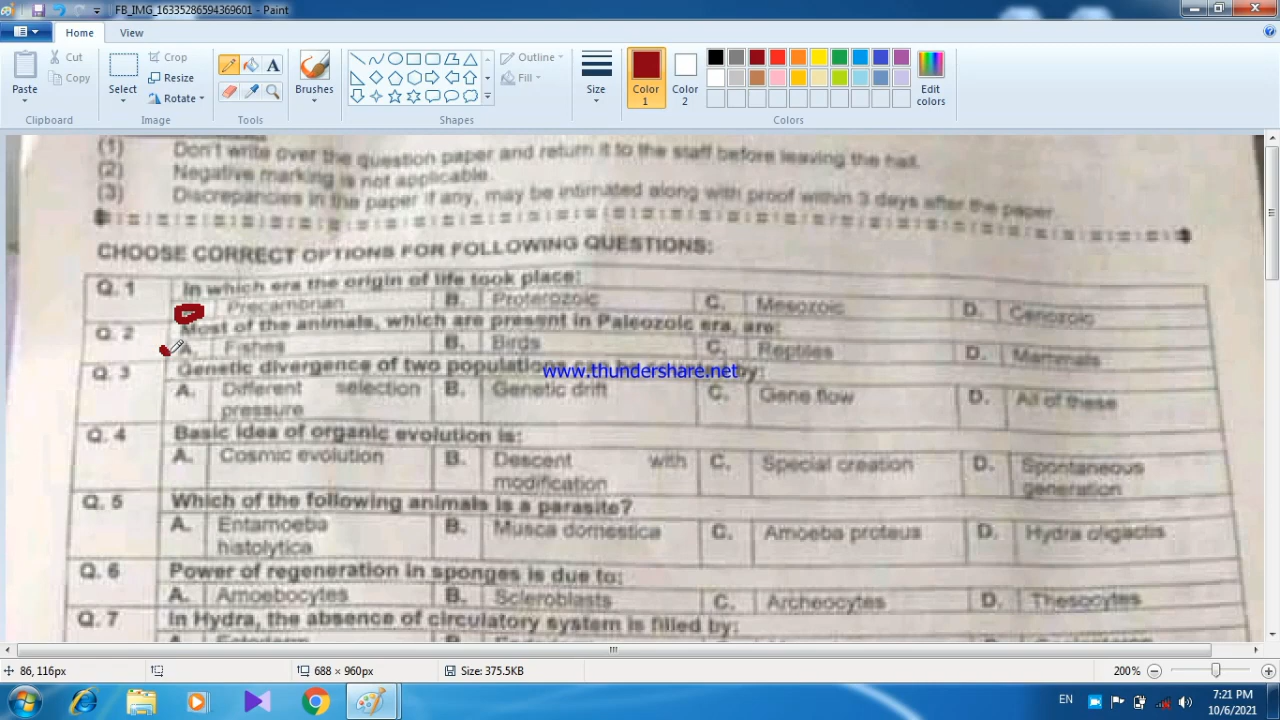 FB_IMG_16335286594369601 - Paint
Home View
Cut
Copy
Paste
Clipboard
Select
Crop
Resize
Rotate
Image
Tools
Brushes
Shapes
Outline
Fill
Size
Color 1
Color 2
Edit colors
Colors
(1) Don't write over the question paper and return it to the staff before leaving the hall.
(2) Negative marking is not applicable.
(3) Discrepancies in the paper if any, may be intimated along with proof within 3 days after the paper.
CHOOSE CORRECT OPTIONS FOR FOLLOWING QUESTIONS:
Q. 1 In which era the origin of life took place:
Precambrian B. Proterozoic C. Mesozoic D. Cenozoic
Q. 2 Most of the animals, which are present in Paleozoic era, are:
A. Fishes B. Birds C. Reptiles D. Mammals
Q. 3 Genetic divergence of two populations can be by:
www.thundershare.net
A. Different selection pressure B. Genetic drift C. Gene flow D. All of these
Q. 4 Basic idea of organic evolution is:
A. Cosmic evolution B. Descent with modification C. Special creation D. Spontaneous generation
Q. 5 Which of the following animals is a parasite?
A. Entamoeba histolytica B. Musca domestica C. Amoeba proteus D. Hydra oligactis
Q. 6 Power of regeneration in sponges is due to:
A. Amoebocytes B. Scleroblasts C. Archeocytes D. Thesocytes
Q. 7 In Hydra, the absence of circulatory system is filled by:
86, 116px 688 × 960px Size: 375.5KB 200%
EN 7:21 PM
10/6/2021